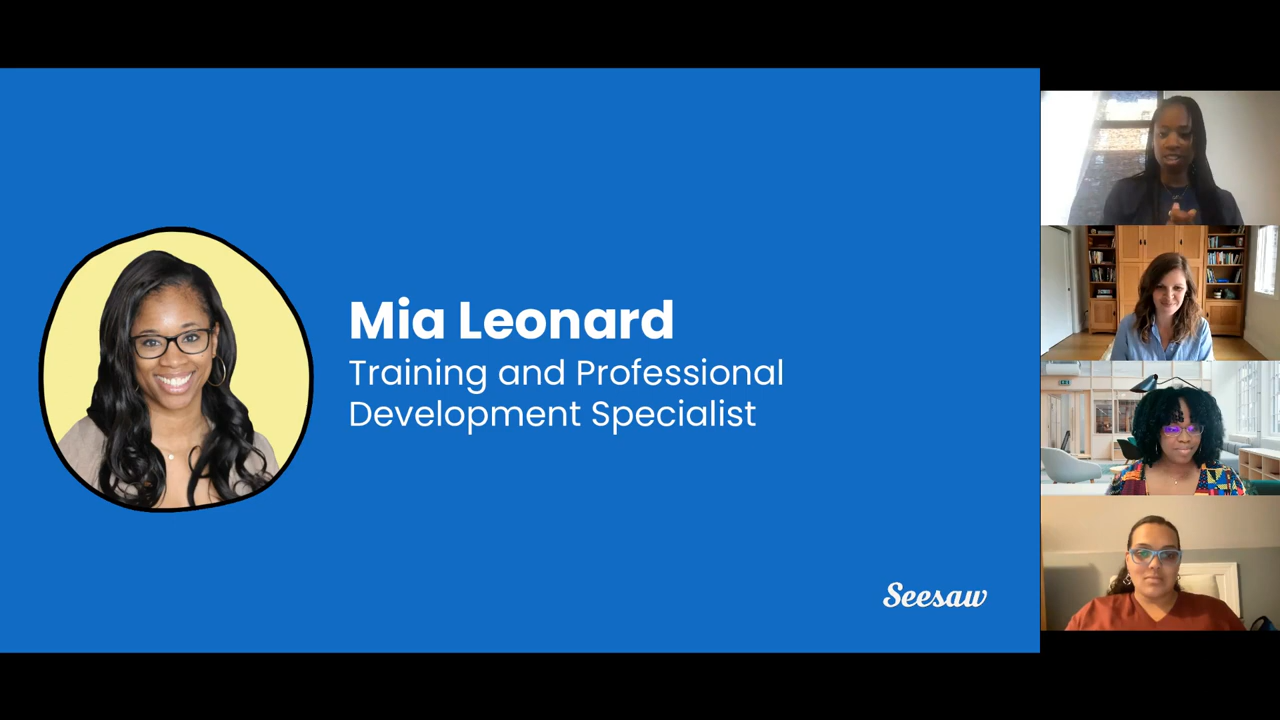 Mia Leonard
Training and Professional
Development Specialist
Seesaw